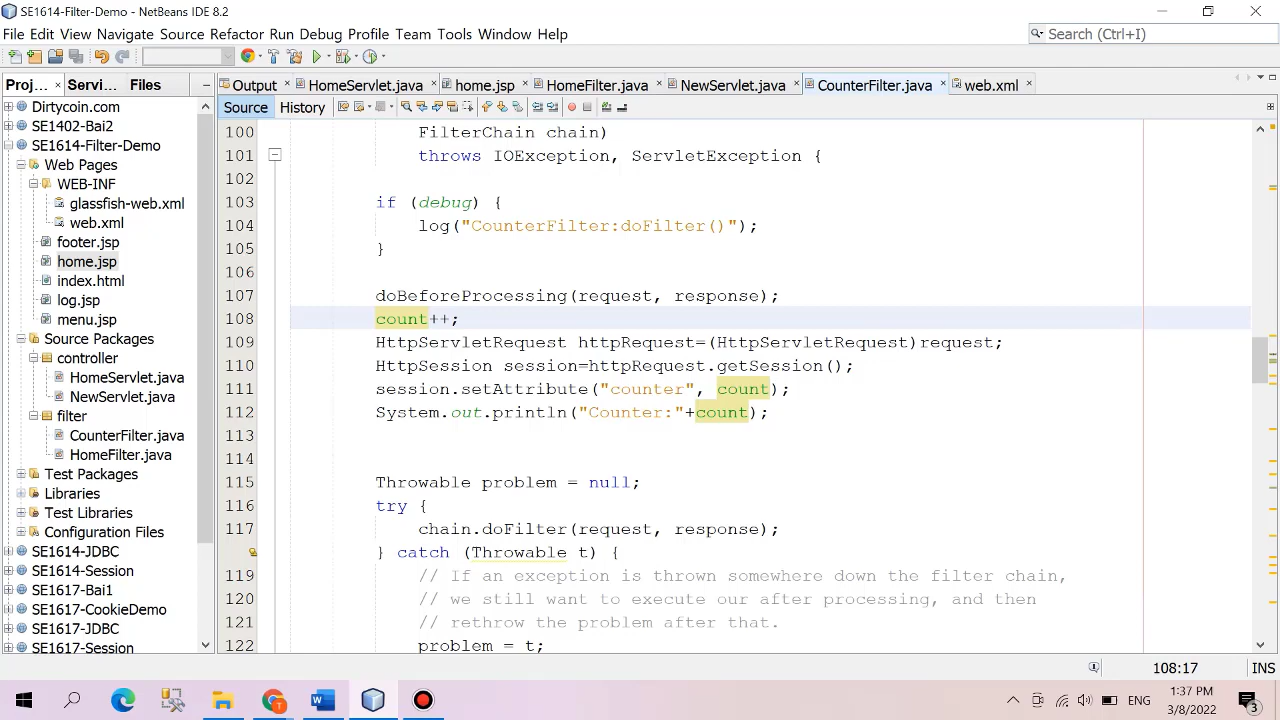 SE1614-Filter-Demo - NetBeans IDE 8.2
File Edit View Navigate Source Refactor Run Debug Profile Team Tools Window Help
Search (Ctrl+I)
Proj... Servi... Files
Output HomeServlet.java home.jsp HomeFilter.java NewServlet.java CounterFilter.java web.xml
Source History
Dirtycoin.com
SE1402-Bai2
SE1614-Filter-Demo
Web Pages
WEB-INF
glassfish-web.xml
web.xml
footer.jsp
home.jsp
index.html
log.jsp
menu.jsp
Source Packages
controller
HomeServlet.java
NewServlet.java
filter
CounterFilter.java
HomeFilter.java
Test Packages
Libraries
Test Libraries
Configuration Files
SE1614-JDBC
SE1614-Session
SE1617-Bai1
SE1617-CookieDemo
SE1617-JDBC
SE1617-Session
100 FilterChain chain)
101 throws IOException, ServletException {
102
103 if (debug) {
104 log("CounterFilter:doFilter()");
105 }
106
107 doBeforeProcessing(request, response);
108 count++;
109 HttpServletRequest httpRequest=(HttpServletRequest)request;
110 HttpSession session=httpRequest.getSession();
111 session.setAttribute("counter", count);
112 System.out.println("Counter:"+count);
113
114
115 Throwable problem = null;
116 try {
117 chain.doFilter(request, response);
} catch (Throwable t) {
119 // If an exception is thrown somewhere down the filter chain,
120 // we still want to execute our after processing, and then
121 // rethrow the problem after that.
122 problem = t;
108:17 INS
ENG
1:37 PM
3/8/2022
3